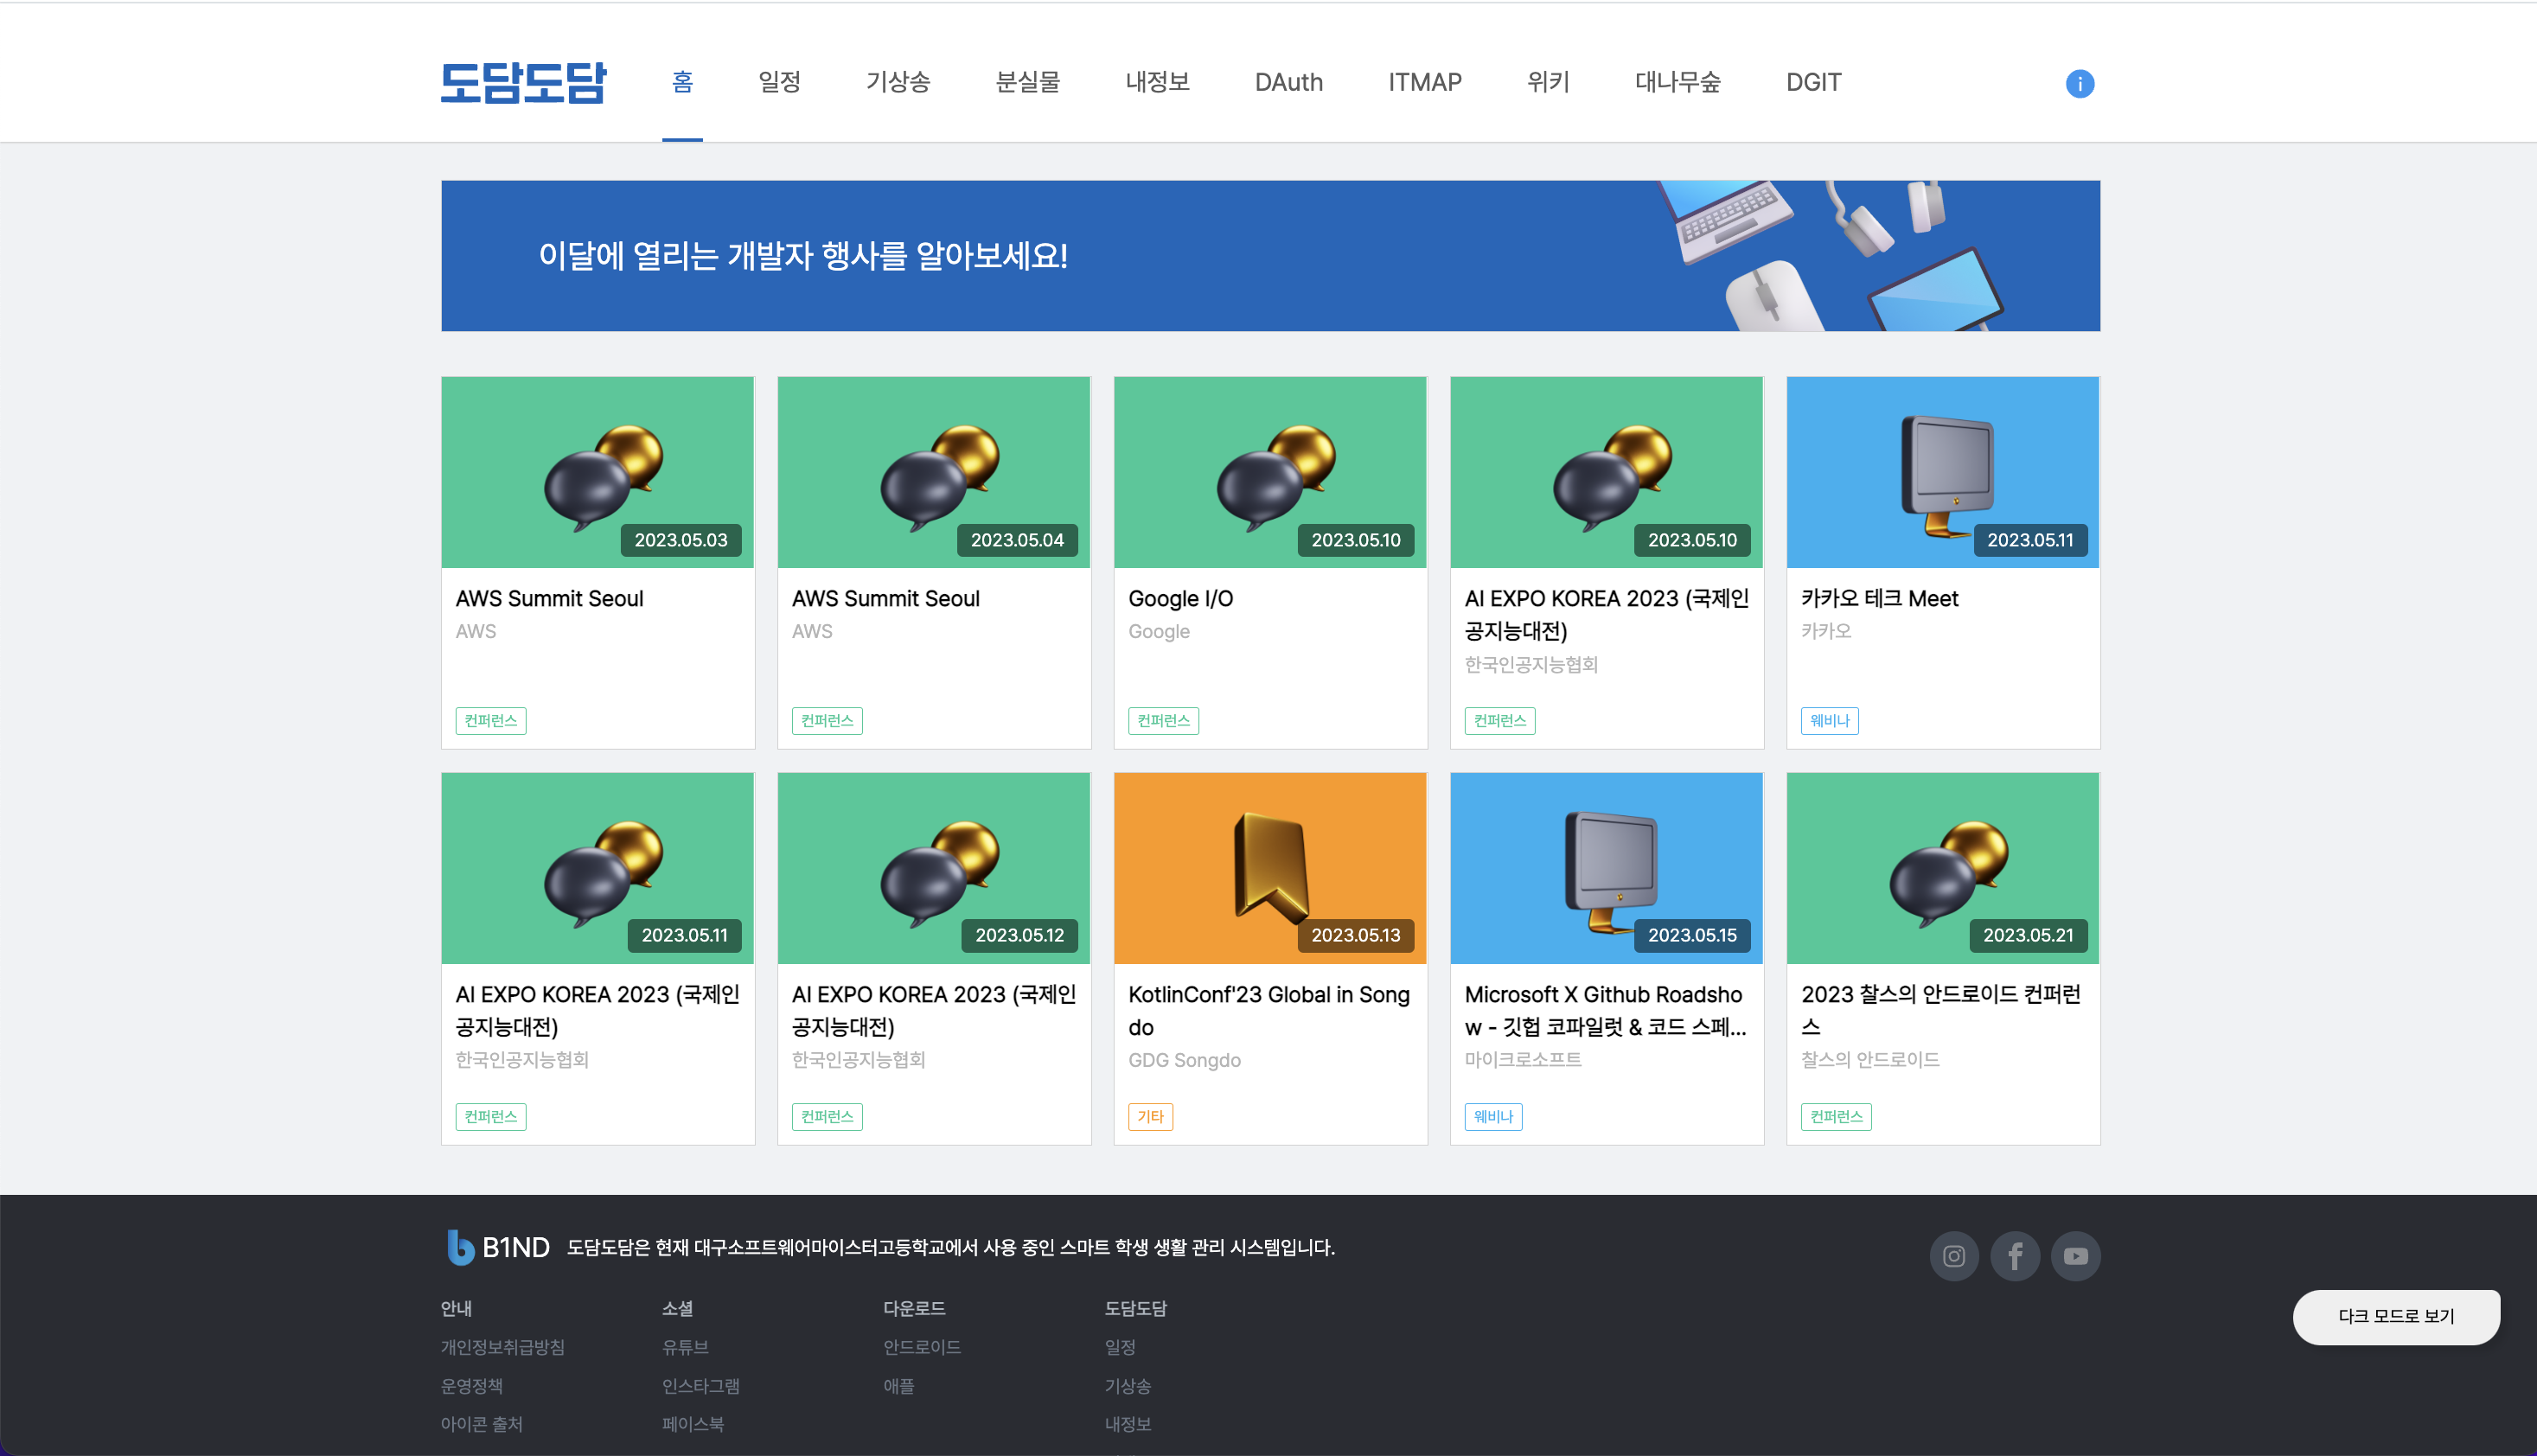 도담도담 홈 일정 기상송 분실물 내정보 DAuth ITMAP 위키 대나무숲 DGIT i
이달에 열리는 개발자 행사를 알아보세요!
2023.05.03
AWS Summit Seoul
AWS
컨퍼런스
2023.05.04
AWS Summit Seoul
AWS
컨퍼런스
2023.05.10
Google I/O
Google
컨퍼런스
2023.05.10
AI EXPO KOREA 2023 (국제인
공지능대전)
한국인공지능협회
컨퍼런스
2023.05.11
카카오 테크 Meet
카카오
웨비나
2023.05.11
AI EXPO KOREA 2023 (국제인
공지능대전)
한국인공지능협회
컨퍼런스
2023.05.12
AI EXPO KOREA 2023 (국제인
공지능대전)
한국인공지능협회
컨퍼런스
2023.05.13
KotlinConf'23 Global in Song
do
GDG Songdo
기타
2023.05.15
Microsoft X Github Roadsho
w - 깃헙 코파일럿 & 코드 스페...
마이크로소프트
웨비나
2023.05.21
2023 찰스의 안드로이드 컨퍼런
스
찰스의 안드로이드
컨퍼런스
B1ND 도담도담은 현재 대구소프트웨어마이스터고등학교에서 사용 중인 스마트 학생 생활 관리 시스템입니다.
안내
개인정보취급방침
운영정책
아이콘 출처
소셜
유튜브
인스타그램
페이스북
다운로드
안드로이드
애플
도담도담
일정
기상송
내정보
다크 모드로 보기